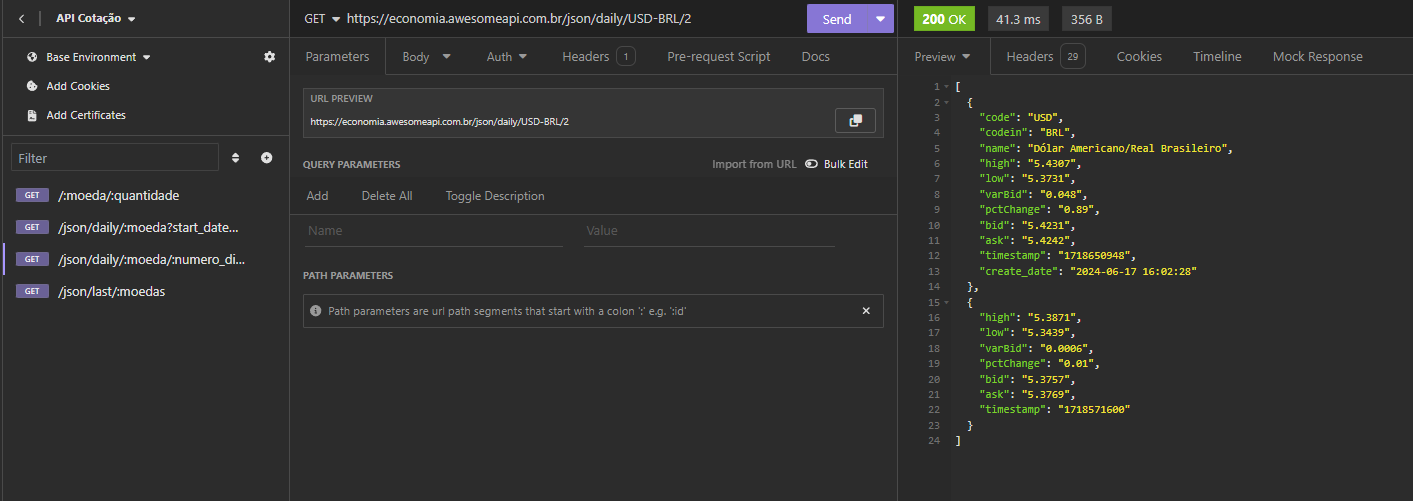 API Cotação
Base Environment
Add Cookies
Add Certificates
Filter
GET /:moeda/:quantidade
GET /json/daily/:moeda?start_date...
GET /json/daily/:moeda/:numero_di...
GET /json/last/:moedas
GET https://economia.awesomeapi.com.br/json/daily/USD-BRL/2 Send
Parameters Body Auth Headers 1 Pre-request Script Docs
URL PREVIEW
https://economia.awesomeapi.com.br/json/daily/USD-BRL/2
QUERY PARAMETERS Import from URL Bulk Edit
Add Delete All Toggle Description
Name Value
PATH PARAMETERS
Path parameters are url path segments that start with a colon ':' e.g. ':id'
200 OK 41.3 ms 356 B
Preview Headers 29 Cookies Timeline Mock Response
1 [
2 {
3 "code": "USD",
4 "codein": "BRL",
5 "name": "Dólar Americano/Real Brasileiro",
6 "high": "5.4307",
7 "low": "5.3731",
8 "varBid": "0.048",
9 "pctChange": "0.89",
10 "bid": "5.4231",
11 "ask": "5.4242",
12 "timestamp": "1718650948",
13 "create_date": "2024-06-17 16:02:28"
14 },
15 {
16 "high": "5.3871",
17 "low": "5.3439",
18 "varBid": "0.0006",
19 "pctChange": "0.01",
20 "bid": "5.3757",
21 "ask": "5.3769",
22 "timestamp": "1718571600"
23 }
24 ]